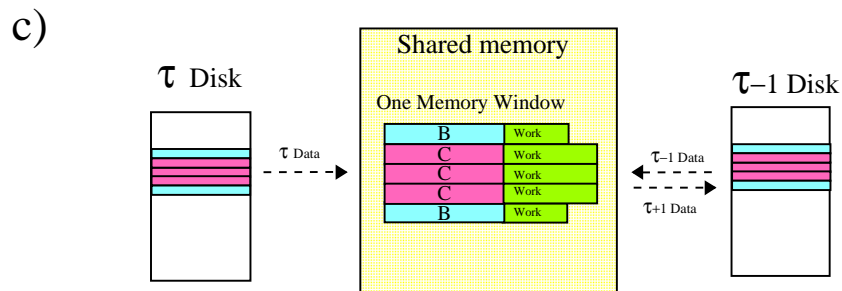 c)
Shared memory
τ Disk
τ–1 Disk
One Memory Window
B Work
τ Data
C Work
τ–1 Data
C Work
C Work
τ+1 Data
B Work